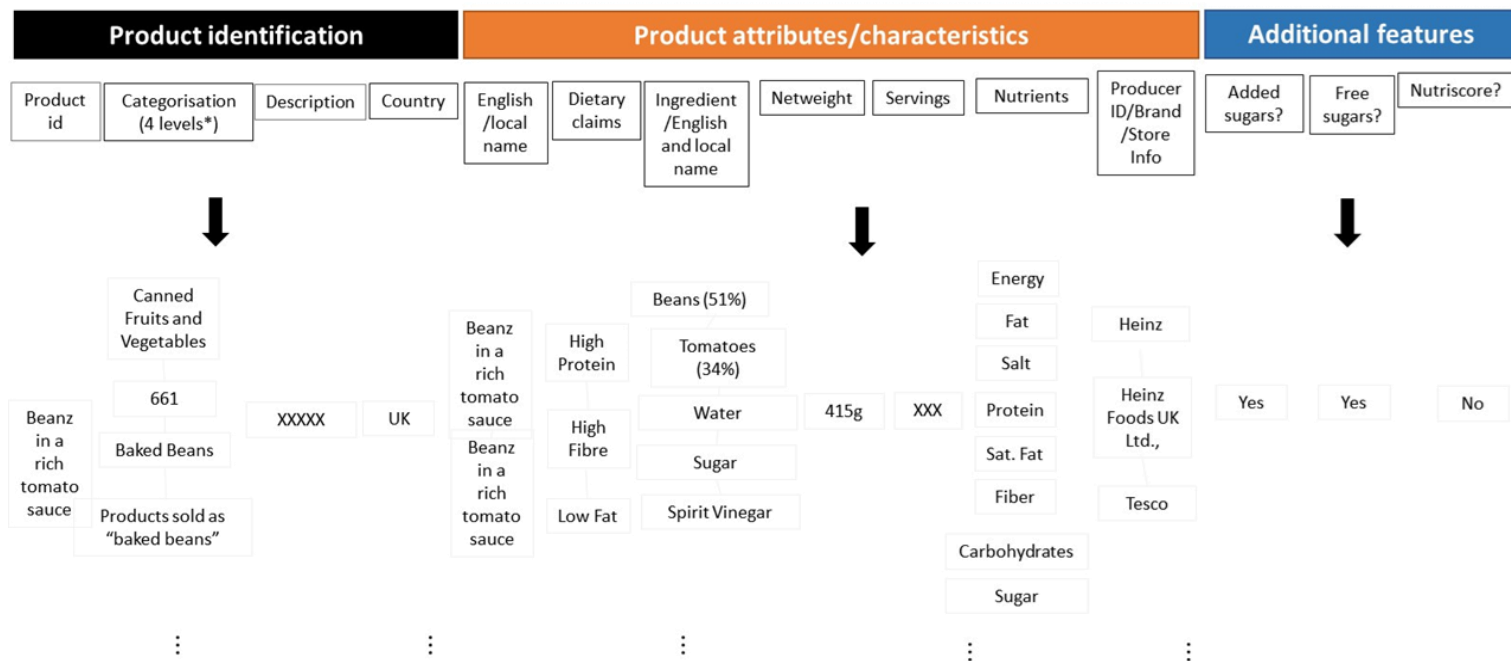 Product identification
Product attributes/characteristics
Additional features
Product
id
Categorisation
(4 levels*)
Description
Country
English
/local
name
Dietary
claims
Ingredient
/English
and local
name
Netweight
Servings
Nutrients
Producer
ID/Brand
/Store
Info
Added
sugars?
Free
sugars?
Nutriscore?
Beanz
in a
rich
tomato
sauce
Canned
Fruits and
Vegetables
661
Baked Beans
Products sold as
“baked beans”
XXXXX
UK
Beanz
in a
rich
tomato
sauce
Beanz
in a
rich
tomato
sauce
High
Protein
High
Fibre
Low Fat
Beans (51%)
Tomatoes
(34%)
Water
Sugar
Spirit Vinegar
415g
XXX
Energy
Fat
Salt
Protein
Sat. Fat
Fiber
Carbohydrates
Sugar
Heinz
Heinz
Foods UK
Ltd.,
Tesco
Yes
Yes
No